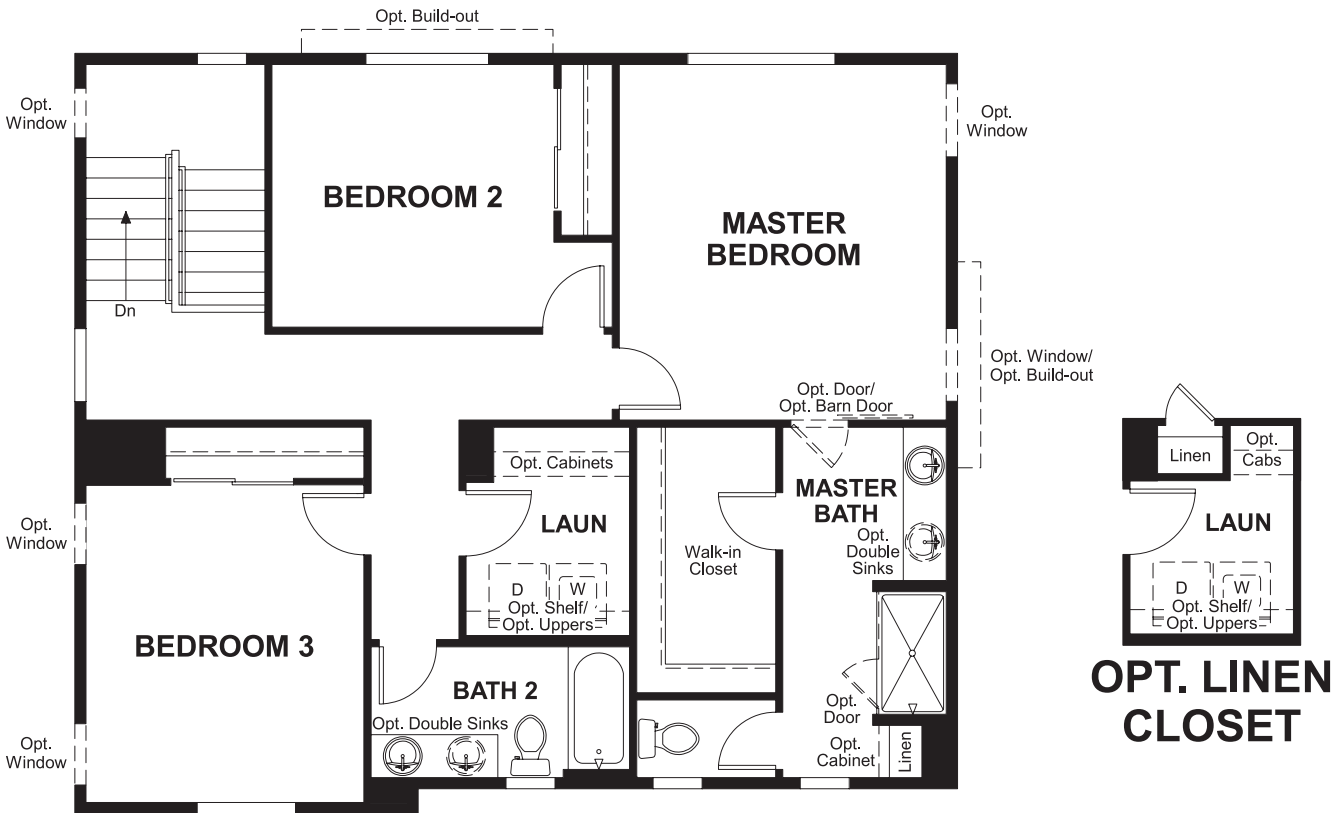 Opt. Build-out
Opt.
Window
Opt.
Window
BEDROOM 2
MASTER
BEDROOM
Dn
Opt. Window/
Opt. Build-out
Opt. Door/
Opt. Barn Door
Opt. Cabinets
LAUN
D
W
Opt. Shelf/
Opt. Uppers
Walk-in
Closet
MASTER
BATH
Opt.
Double
Sinks
Opt.
Window
BEDROOM 3
BATH 2
Opt. Double Sinks
Opt.
Door
Opt.
Cabinet
Linen
Opt.
Window
Linen
Opt.
Cabs
LAUN
D
W
Opt. Shelf/
Opt. Uppers
OPT. LINEN
CLOSET